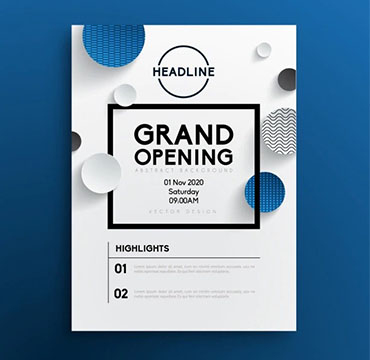 HEADLINE
GRAND
OPENING
ABSTRACT BACKGROUND
01 Nov 2020
Saturday
09.00AM
VECTOR DESIGN
HIGHLIGHTS
01
02